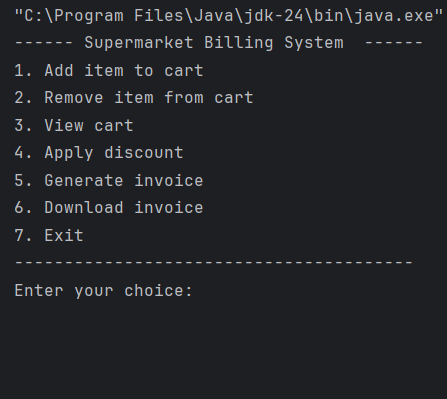 "C:\Program Files\Java\jdk-24\bin\java.exe"
------ Supermarket Billing System  ------
1. Add item to cart
2. Remove item from cart
3. View cart
4. Apply discount
5. Generate invoice
6. Download invoice
7. Exit
----------------------------------------
Enter your choice: